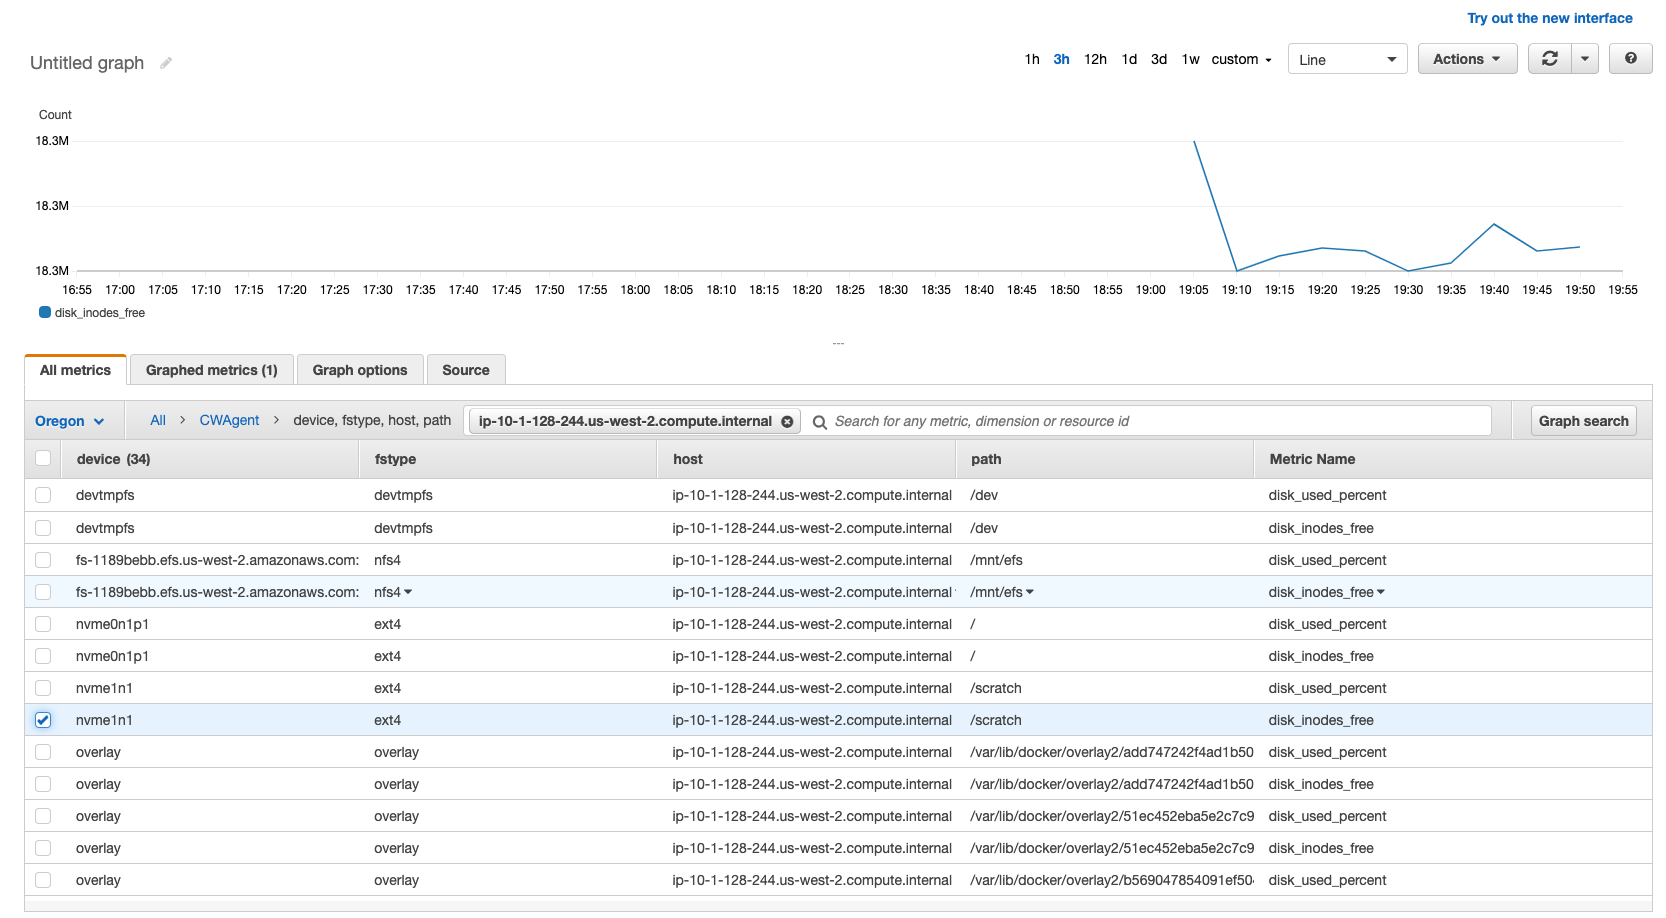 Try out the new interface
Untitled graph
1h 3h 12h 1d 3d 1w custom Line Actions
Count
18.3M
18.3M
18.3M
16:55 17:00 17:05 17:10 17:15 17:20 17:25 17:30 17:35 17:40 17:45 17:50 17:55 18:00 18:05 18:10 18:15 18:20 18:25 18:30 18:35 18:40 18:45 18:50 18:55 19:00 19:05 19:10 19:15 19:20 19:25 19:30 19:35 19:40 19:45 19:50 19:55
disk_inodes_free
All metrics Graphed metrics (1) Graph options Source
Oregon All > CWAgent > device, fstype, host, path ip-10-1-128-244.us-west-2.compute.internal Search for any metric, dimension or resource id Graph search
device (34) fstype host path Metric Name
devtmpfs devtmpfs ip-10-1-128-244.us-west-2.compute.internal /dev disk_used_percent
devtmpfs devtmpfs ip-10-1-128-244.us-west-2.compute.internal /dev disk_inodes_free
fs-1189bebb.efs.us-west-2.amazonaws.com: nfs4 ip-10-1-128-244.us-west-2.compute.internal /mnt/efs disk_used_percent
fs-1189bebb.efs.us-west-2.amazonaws.com: nfs4 ip-10-1-128-244.us-west-2.compute.internal /mnt/efs disk_inodes_free
nvme0n1p1 ext4 ip-10-1-128-244.us-west-2.compute.internal / disk_used_percent
nvme0n1p1 ext4 ip-10-1-128-244.us-west-2.compute.internal / disk_inodes_free
nvme1n1 ext4 ip-10-1-128-244.us-west-2.compute.internal /scratch disk_used_percent
nvme1n1 ext4 ip-10-1-128-244.us-west-2.compute.internal /scratch disk_inodes_free
overlay overlay ip-10-1-128-244.us-west-2.compute.internal /var/lib/docker/overlay2/add747242f4ad1b50 disk_used_percent
overlay overlay ip-10-1-128-244.us-west-2.compute.internal /var/lib/docker/overlay2/add747242f4ad1b50 disk_inodes_free
overlay overlay ip-10-1-128-244.us-west-2.compute.internal /var/lib/docker/overlay2/51ec452eba5e2c7c9 disk_used_percent
overlay overlay ip-10-1-128-244.us-west-2.compute.internal /var/lib/docker/overlay2/51ec452eba5e2c7c9 disk_inodes_free
overlay overlay ip-10-1-128-244.us-west-2.compute.internal /var/lib/docker/overlay2/b569047854091ef50 disk_used_percent